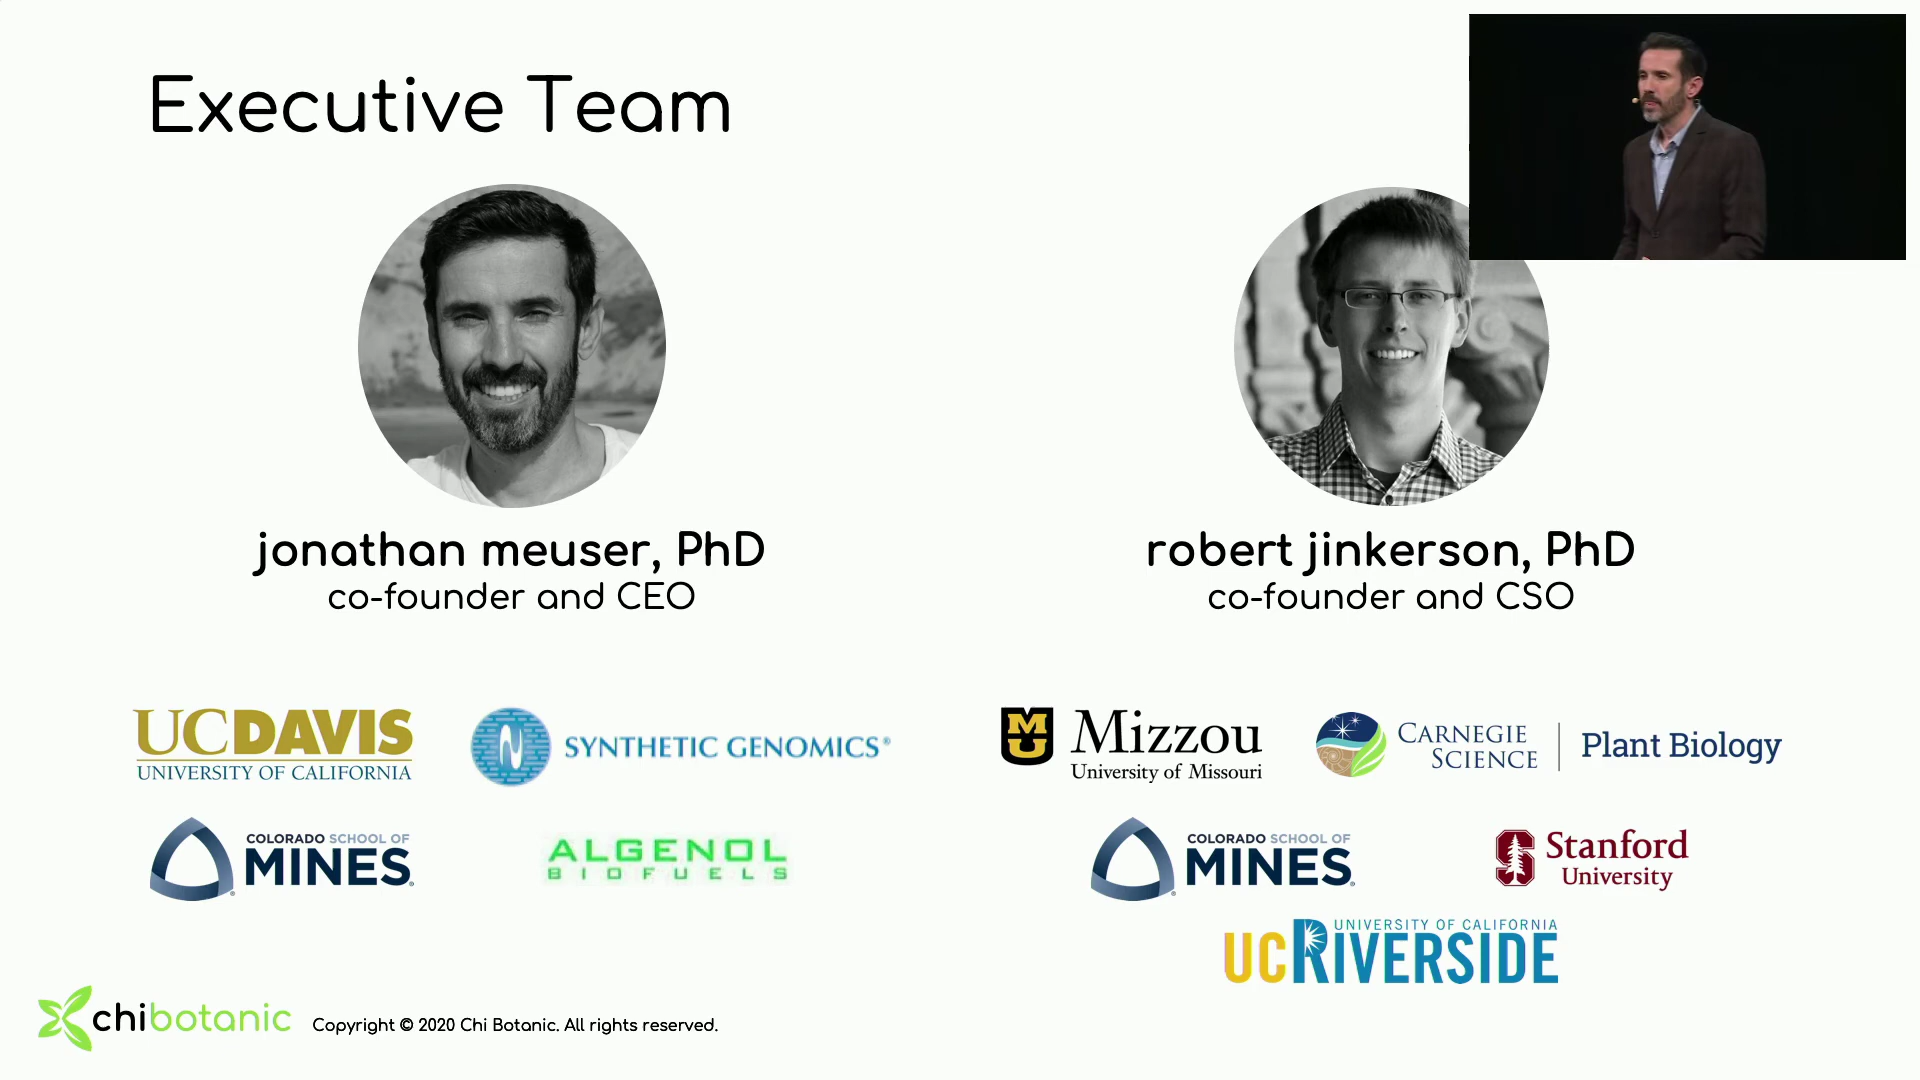 Executive Team
jonathan meuser, PhD
co-founder and CEO
UCDAVIS
UNIVERSITY OF CALIFORNIA
SYNTHETIC GENOMICS®
COLORADO SCHOOL OF
MINES
ALGENOL
BIOFUELS
robert jinkerson, PhD
co-founder and CSO
MU
Mizzou
University of Missouri
CARNEGIE
SCIENCE
Plant Biology
COLORADO SCHOOL OF
MINES
Stanford
University
UNIVERSITY OF CALIFORNIA
UCRIVERSIDE
chibotanic
Copyright © 2020 Chi Botanic. All rights reserved.